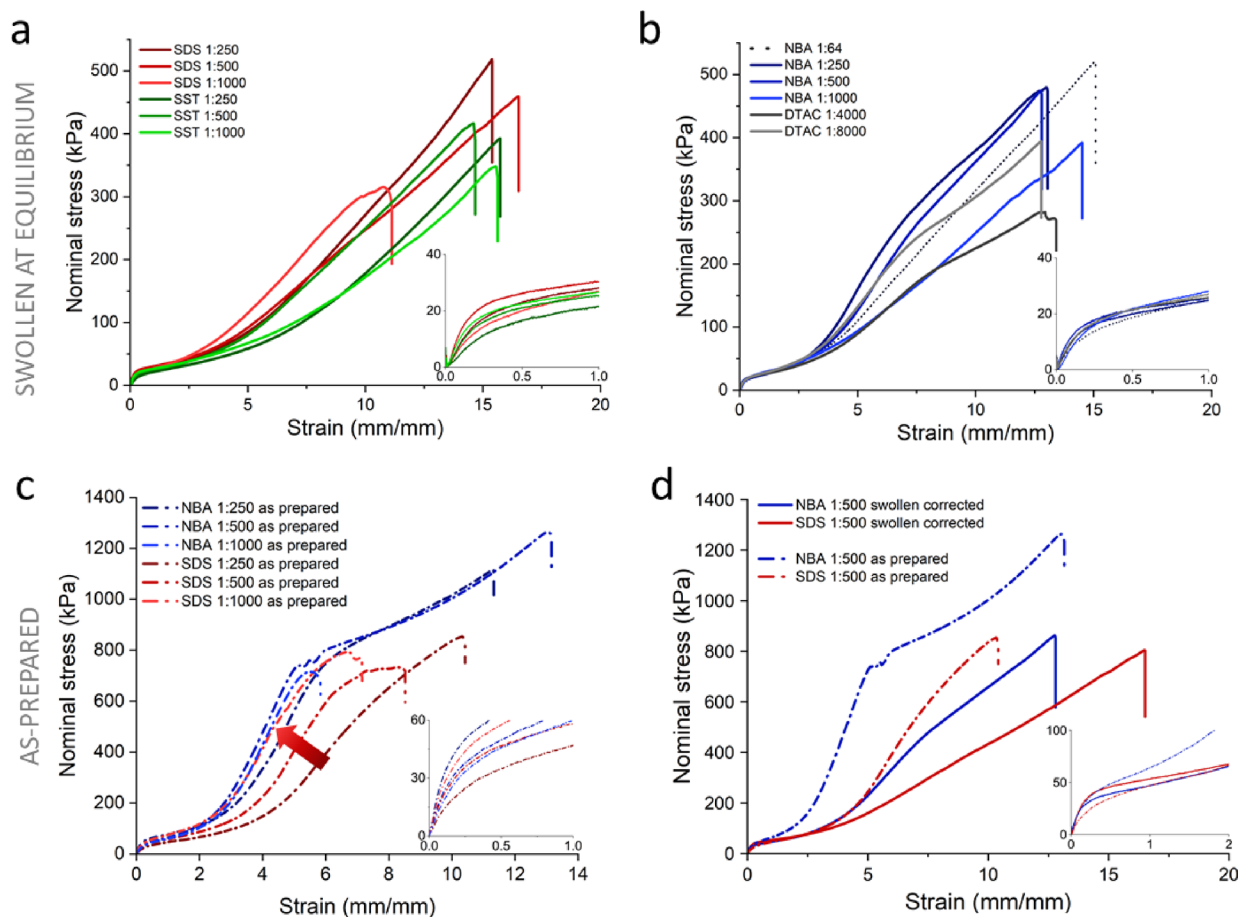 a
SWOLLEN AT EQUILIBRIUM
Nominal stress (kPa)
500
400
300
200
100
0
SDS 1:250
SDS 1:500
SDS 1:1000
SST 1:250
SST 1:500
SST 1:1000
40
20
0
0.0
0.5
1.0
0
5
10
15
20
Strain (mm/mm)
b
Nominal stress (kPa)
500
450
400
350
300
250
200
150
100
50
0
NBA 1:64
NBA 1:250
NBA 1:500
NBA 1:1000
DTAC 1:4000
DTAC 1:8000
40
20
0
0.0
0.5
1.0
0
5
10
15
20
Strain (mm/mm)
c
AS-PREPARED
Nominal stress (kPa)
1400
1200
1000
800
600
400
200
0
NBA 1:250 as prepared
NBA 1:500 as prepared
NBA 1:1000 as prepared
SDS 1:250 as prepared
SDS 1:500 as prepared
SDS 1:1000 as prepared
60
30
0
0.0
0.5
1.0
0
2
4
6
8
10
12
14
Strain (mm/mm)
d
Nominal stress (kPa)
1400
1200
1000
800
600
400
200
0
NBA 1:500 swollen corrected
SDS 1:500 swollen corrected
NBA 1:500 as prepared
SDS 1:500 as prepared
100
50
0
0
1
2
0
5
10
15
20
Strain (mm/mm)